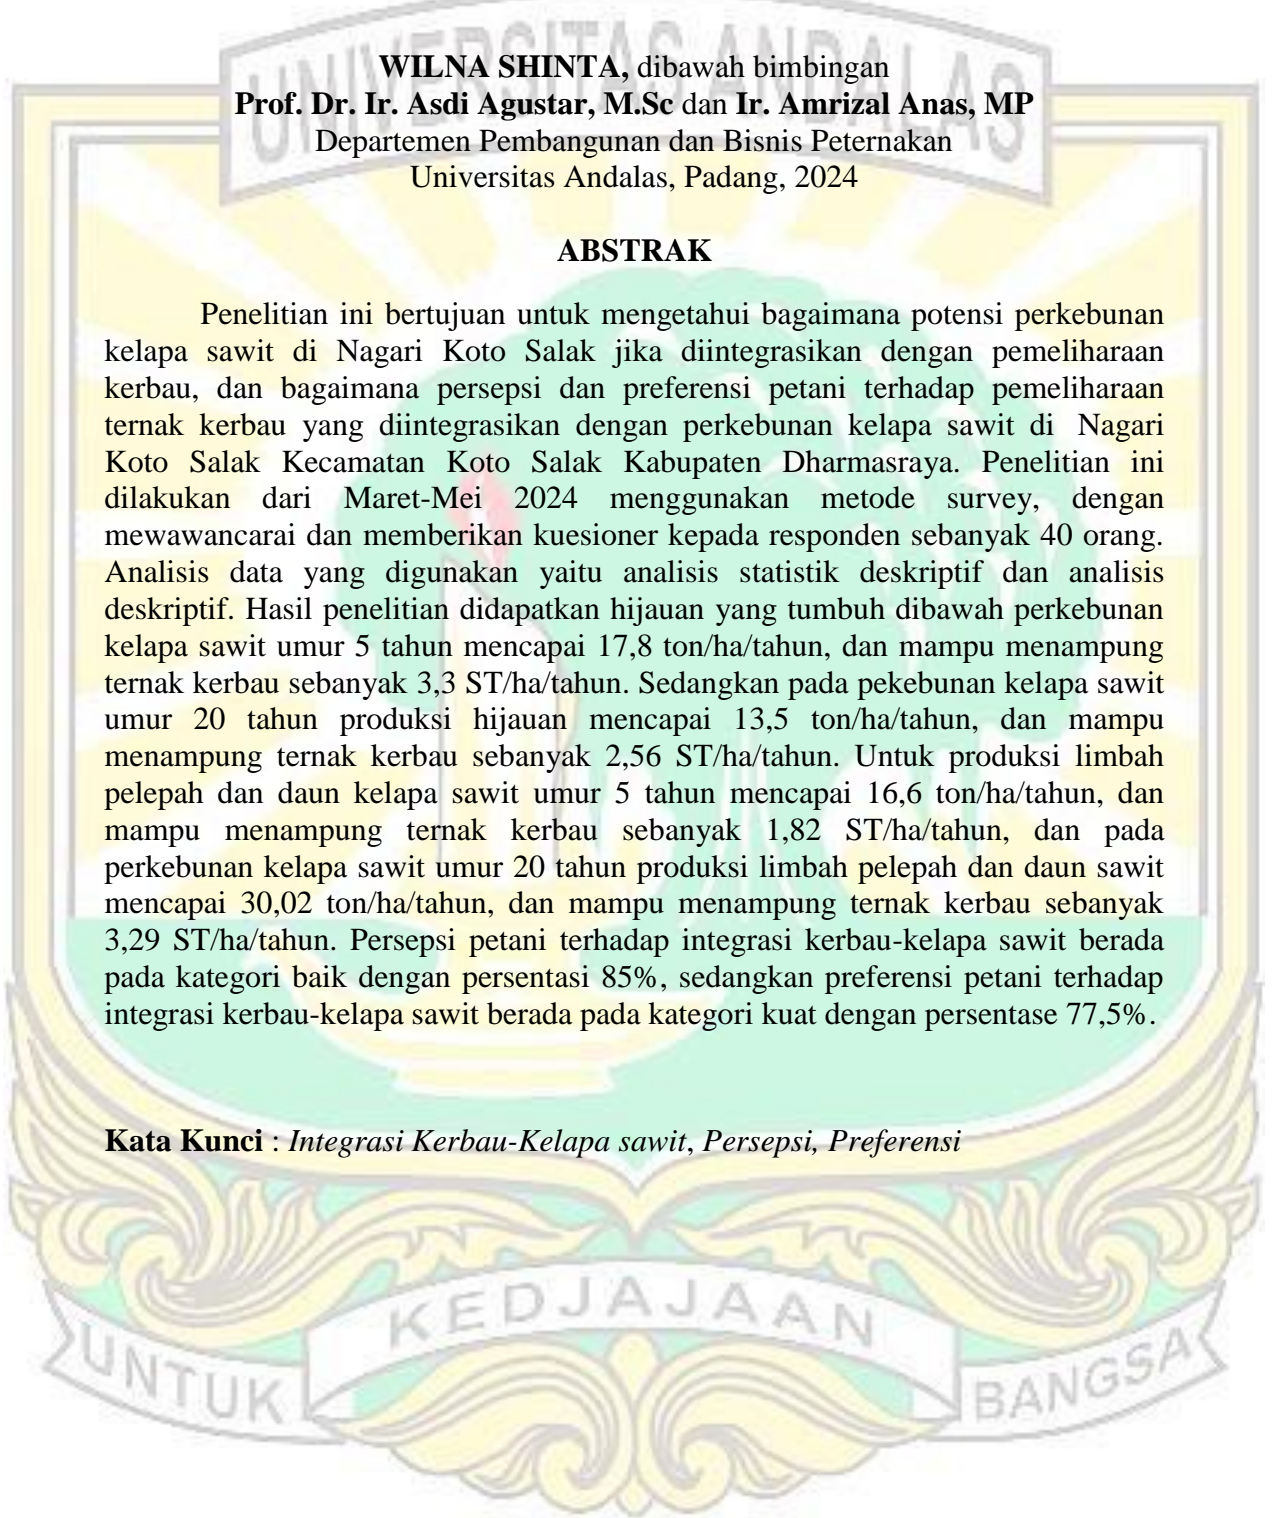 UNIVERSITAS ANDALAS
WILNA SHINTA, dibawah bimbingan
Prof. Dr. Ir. Asdi Agustar, M.Sc dan Ir. Amrizal Anas, MP
Departemen Pembangunan dan Bisnis Peternakan
Universitas Andalas, Padang, 2024
ABSTRAK
Penelitian ini bertujuan untuk mengetahui bagaimana potensi perkebunan
kelapa sawit di Nagari Koto Salak jika diintegrasikan dengan pemeliharaan
kerbau, dan bagaimana persepsi dan preferensi petani terhadap pemeliharaan
ternak kerbau yang diintegrasikan dengan perkebunan kelapa sawit di Nagari
Koto Salak Kecamatan Koto Salak Kabupaten Dharmasraya. Penelitian ini
dilakukan dari Maret-Mei 2024 menggunakan metode survey, dengan
mewawancarai dan memberikan kuesioner kepada responden sebanyak 40 orang.
Analisis data yang digunakan yaitu analisis statistik deskriptif dan analisis
deskriptif. Hasil penelitian didapatkan hijauan yang tumbuh dibawah perkebunan
kelapa sawit umur 5 tahun mencapai 17,8 ton/ha/tahun, dan mampu menampung
ternak kerbau sebanyak 3,3 ST/ha/tahun. Sedangkan pada pekebunan kelapa sawit
umur 20 tahun produksi hijauan mencapai 13,5 ton/ha/tahun, dan mampu
menampung ternak kerbau sebanyak 2,56 ST/ha/tahun. Untuk produksi limbah
pelepah dan daun kelapa sawit umur 5 tahun mencapai 16,6 ton/ha/tahun, dan
mampu menampung ternak kerbau sebanyak 1,82 ST/ha/tahun, dan pada
perkebunan kelapa sawit umur 20 tahun produksi limbah pelepah dan daun sawit
mencapai 30,02 ton/ha/tahun, dan mampu menampung ternak kerbau sebanyak
3,29 ST/ha/tahun. Persepsi petani terhadap integrasi kerbau-kelapa sawit berada
pada kategori baik dengan persentasi 85%, sedangkan preferensi petani terhadap
integrasi kerbau-kelapa sawit berada pada kategori kuat dengan persentase 77,5%.
Kata Kunci : Integrasi Kerbau-Kelapa sawit, Persepsi, Preferensi
UNTUK KEDJAJAAN BANGSA